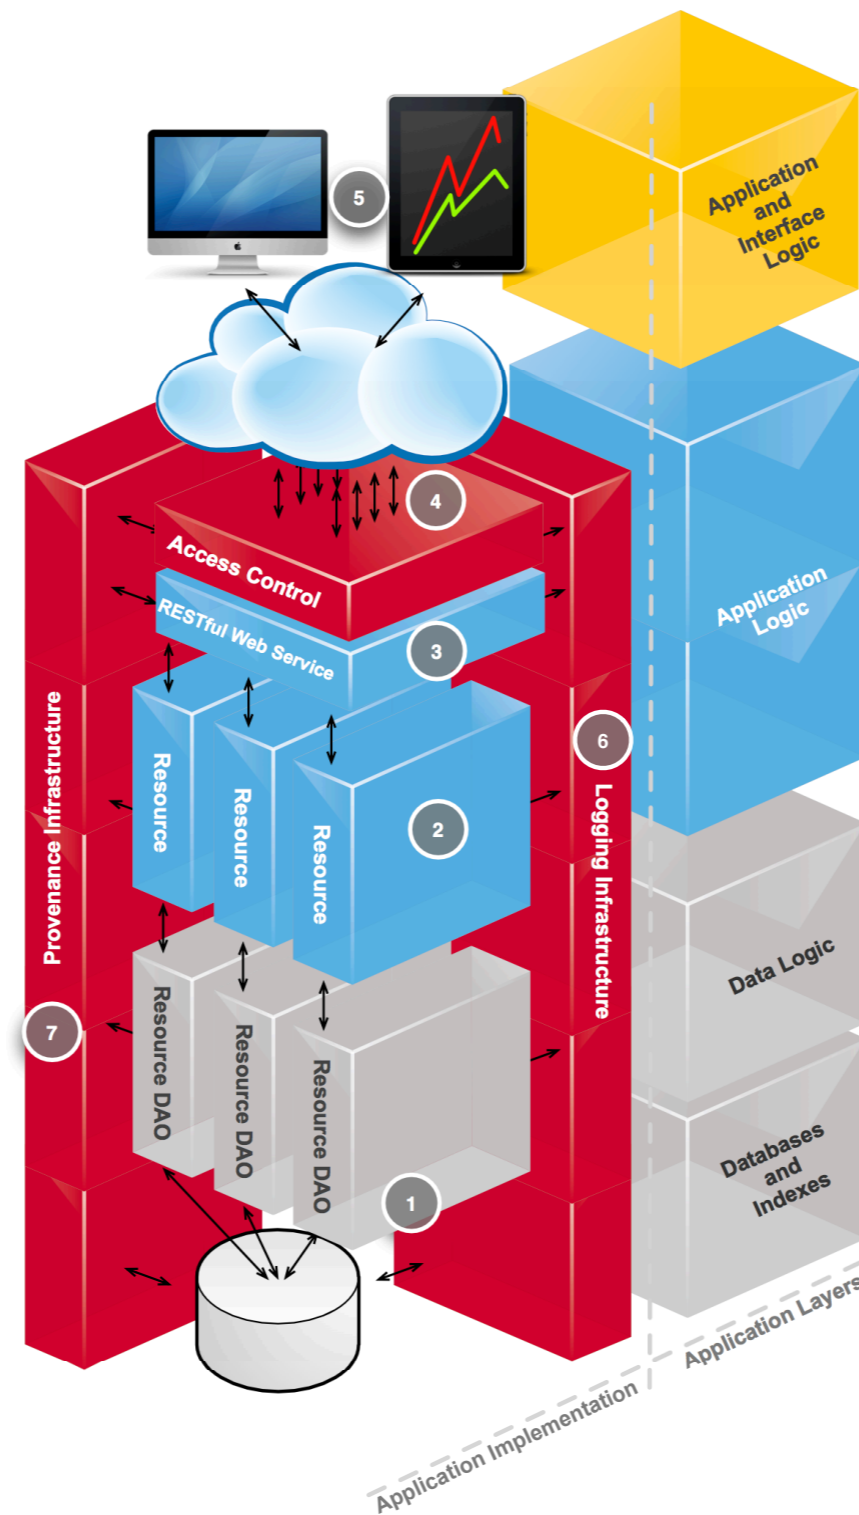 5
Application
and
Interface
Logic
4
Access Control
RESTful Web Service
3
Application
Logic
Provenance Infrastructure
6
Logging Infrastructure
Resource
Resource
Resource
2
Data Logic
7
Resource DAO
Resource DAO
Resource DAO
1
Databases
and
Indexes
Application Layers
Application Implementation